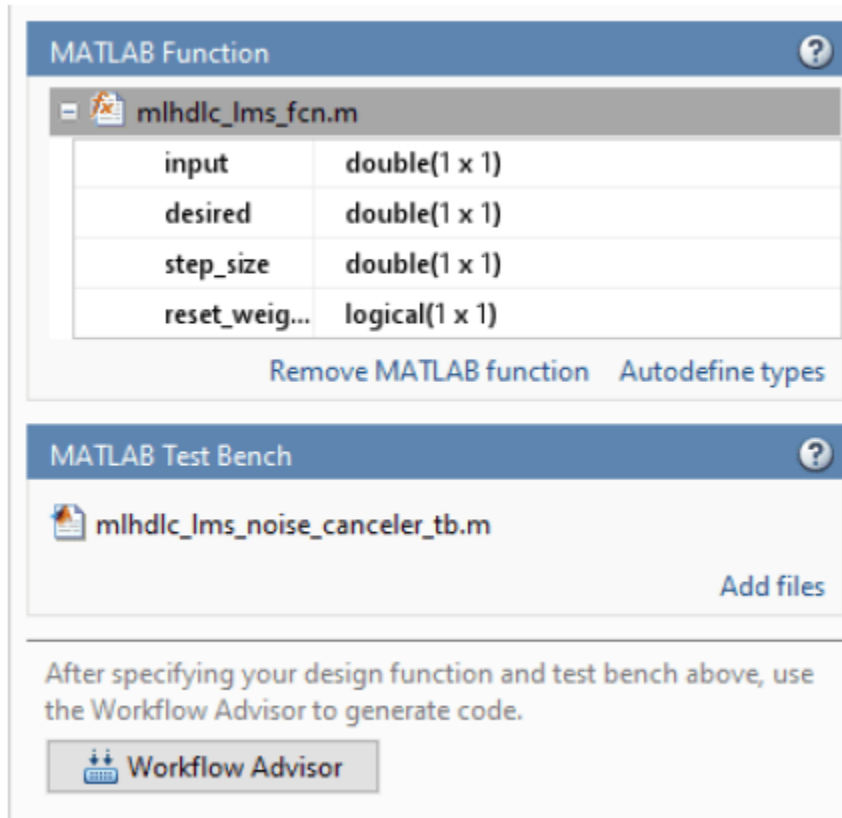 MATLAB Function
mlhdlc_lms_fcn.m
input double(1 x 1)
desired double(1 x 1)
step_size double(1 x 1)
reset_weig... logical(1 x 1)
Remove MATLAB function Autodefine types
MATLAB Test Bench
mlhdlc_lms_noise_canceler_tb.m
Add files
After specifying your design function and test bench above, use
the Workflow Advisor to generate code.
Workflow Advisor